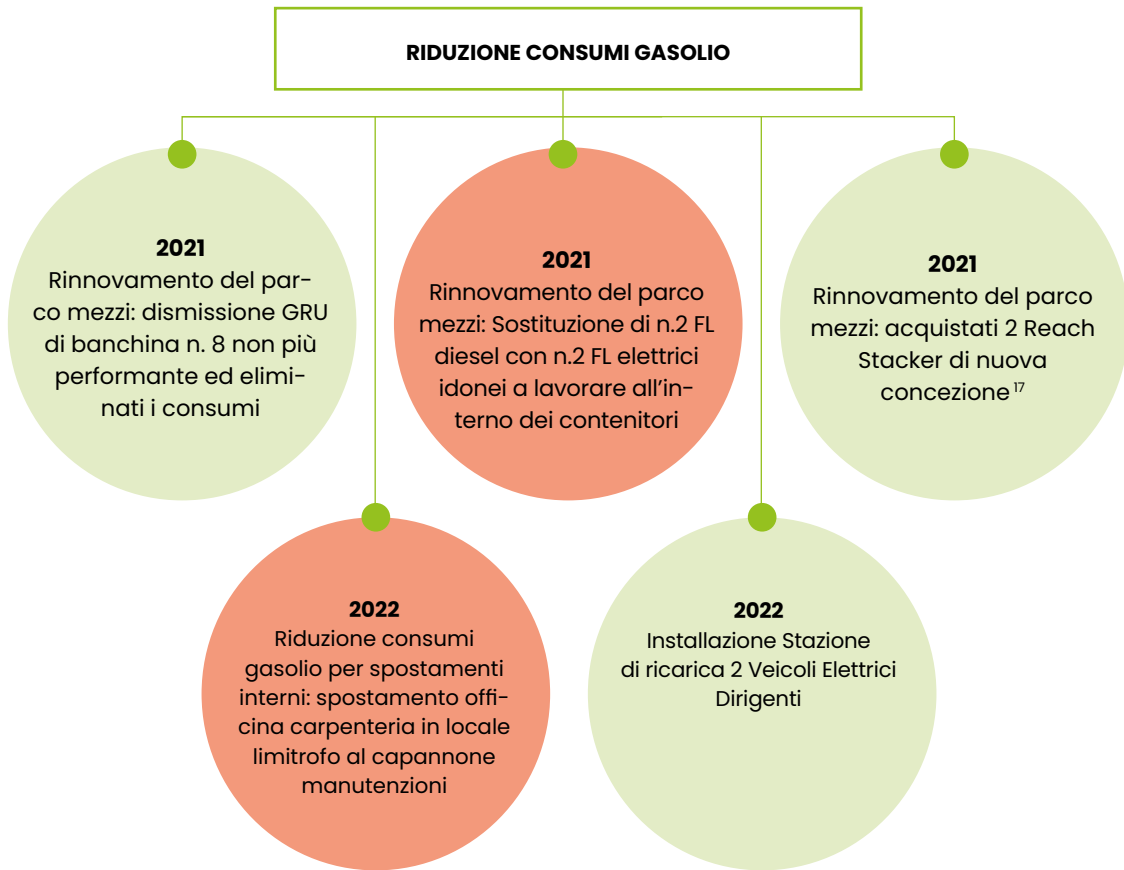 RIDUZIONE CONSUMI GASOLIO
2021
Rinnovamento del par-
co mezzi: dismissione GRU
di banchina n. 8 non più
performante ed elimi-
nati i consumi
2021
Rinnovamento del parco
mezzi: Sostituzione di n.2 FL
diesel con n.2 FL elettrici
idonei a lavorare all'in-
terno dei contenitori
2021
Rinnovamento del parco
mezzi: acquistati 2 Reach
Stacker di nuova
concezione 17
2022
Riduzione consumi
gasolio per spostamenti
interni: spostamento offi-
cina carpenteria in locale
limitrofo al capannone
manutenzioni
2022
Installazione Stazione
di ricarica 2 Veicoli Elettrici
Dirigenti